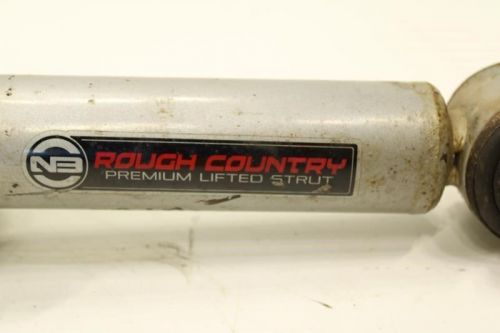 N3
ROUGH COUNTRY
PREMIUM LIFTED STRUT